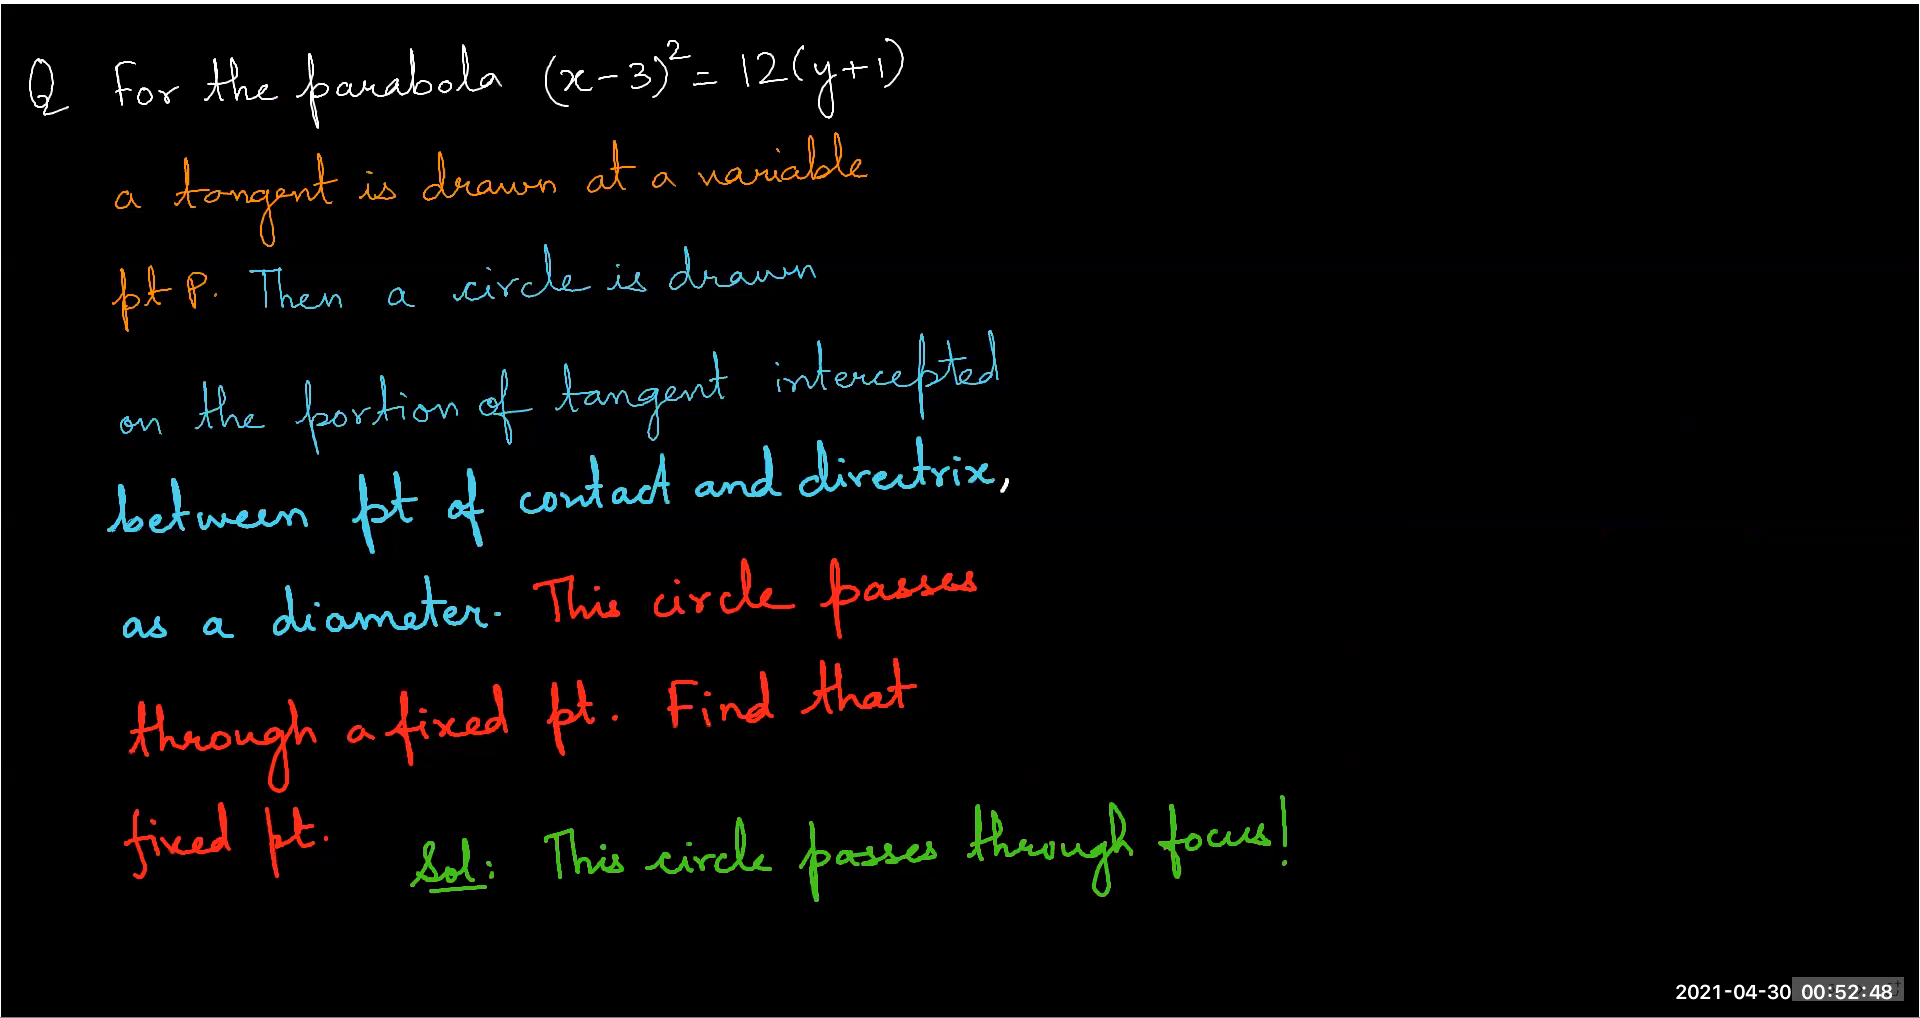 Q For the parabola (x-3)² = 12(y+1)
a tangent is drawn at a variable
pt P. Then a circle is drawn
on the portion of tangent intercepted
between pt of contact and directrix,
as a diameter. This circle passes
through a fixed pt. Find that
fixed pt. Sol: This circle passes through focus!
2021-04-30 00:52:48